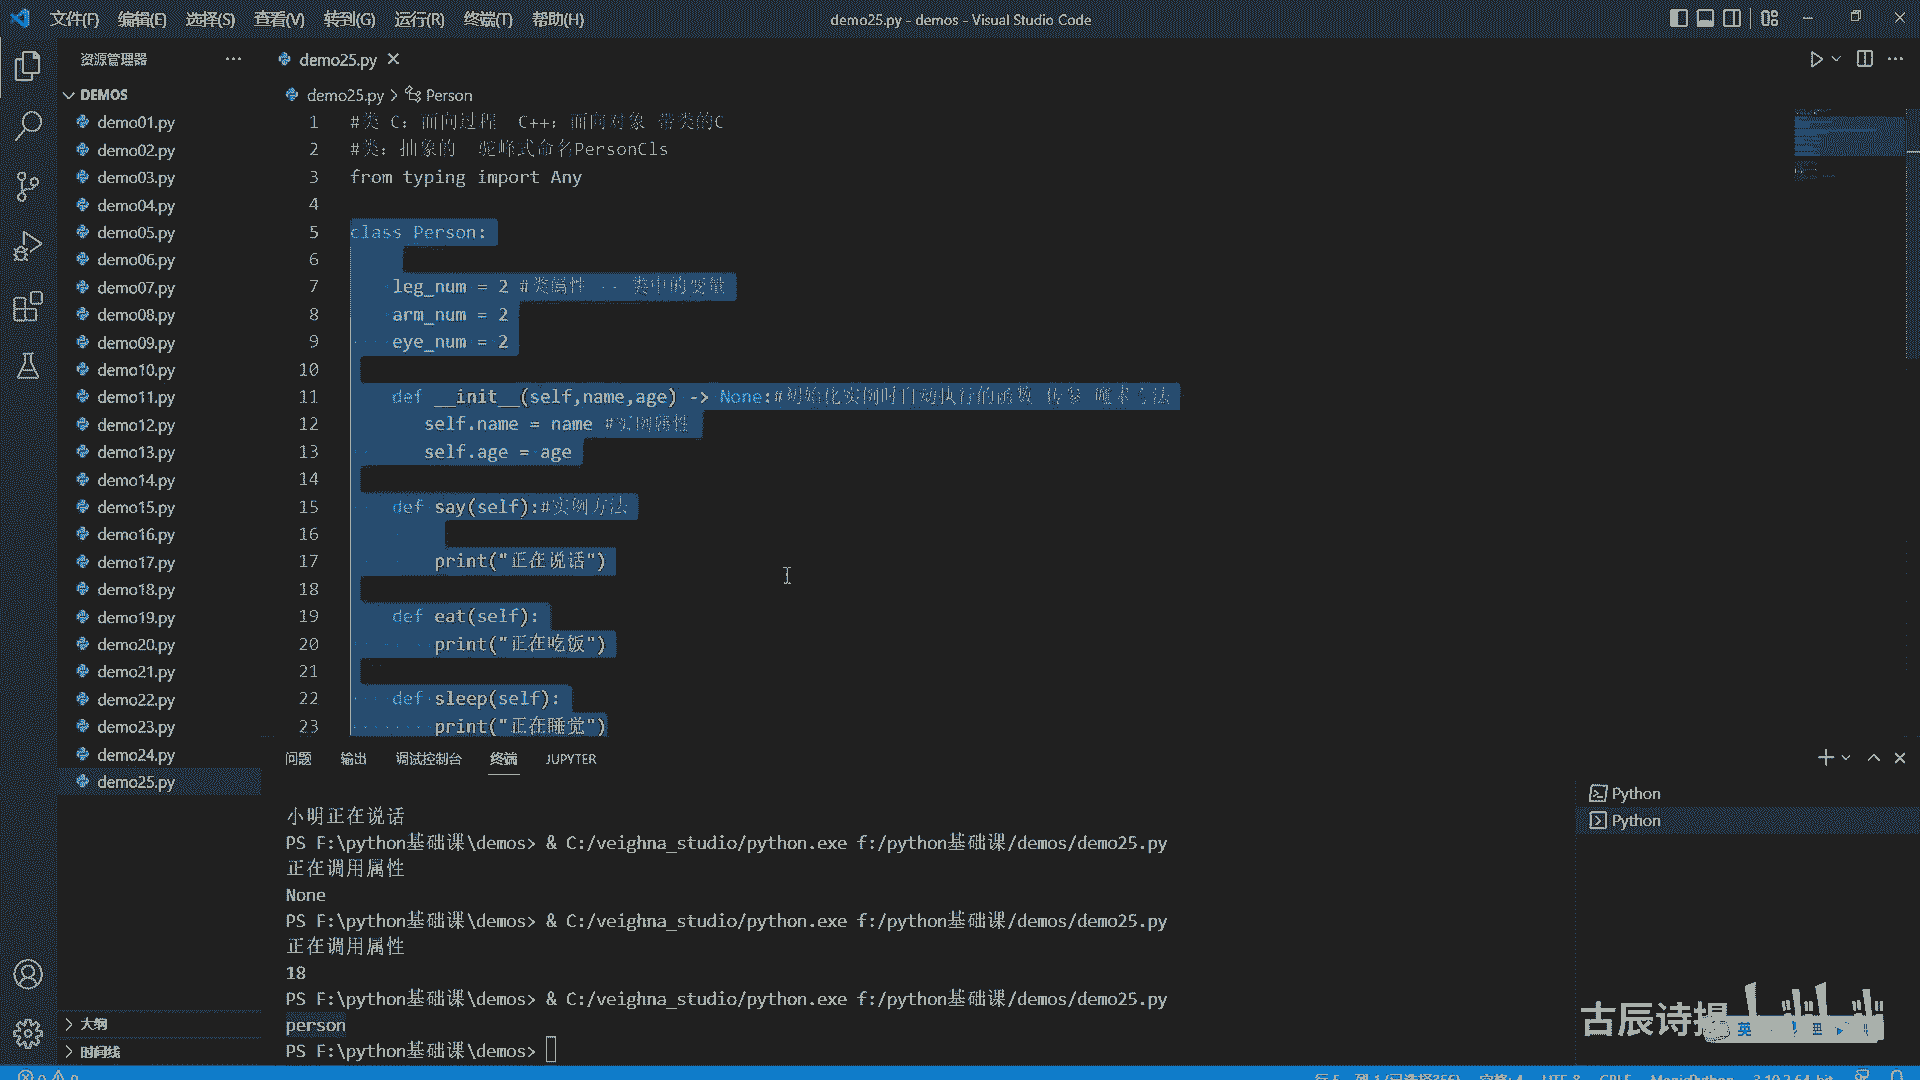 文件(F) 编辑(E) 选择(S) 查看(V) 转到(G) 运行(R) 终端(T) 帮助(H)
demo25.py - demos - Visual Studio Code
资源管理器
demo25.py
DEMOS
demo25.py > Person
demo01.py
demo02.py
demo03.py
demo04.py
demo05.py
demo06.py
demo07.py
demo08.py
demo09.py
demo10.py
demo11.py
demo12.py
demo13.py
demo14.py
demo15.py
demo16.py
demo17.py
demo18.py
demo19.py
demo20.py
demo21.py
demo22.py
demo23.py
demo24.py
demo25.py
大纲
时间线
1 #类 C: 面向过程 C++: 面向对象 带类的C
2 #类: 抽象的 驼峰式命名PersonCls
3 from typing import Any
4
5 class Person:
6
7 leg_num = 2 #类属性 -- 类中的变量
8 arm_num = 2
9 eye_num = 2
10
11 def __init__(self,name,age) -> None:#初始化实例时自动执行的函数 传参 魔术方法
12 self.name = name #实例属性
13 self.age = age
14
15 def say(self):#实例方法
16
17 print("正在说话")
18
19 def eat(self):
20 print("正在吃饭")
21
22 def sleep(self):
23 print("正在睡觉")
问题 输出 调试控制台 终端 JUPYTER
小明正在说话
PS F:\python基础课\demos> & C:/veighna_studio/python.exe f:/python基础课/demos/demo25.py
正在调用属性
None
PS F:\python基础课\demos> & C:/veighna_studio/python.exe f:/python基础课/demos/demo25.py
正在调用属性
18
PS F:\python基础课\demos> & C:/veighna_studio/python.exe f:/python基础课/demos/demo25.py
person
PS F:\python基础课\demos>
Python
Python
古辰诗
英